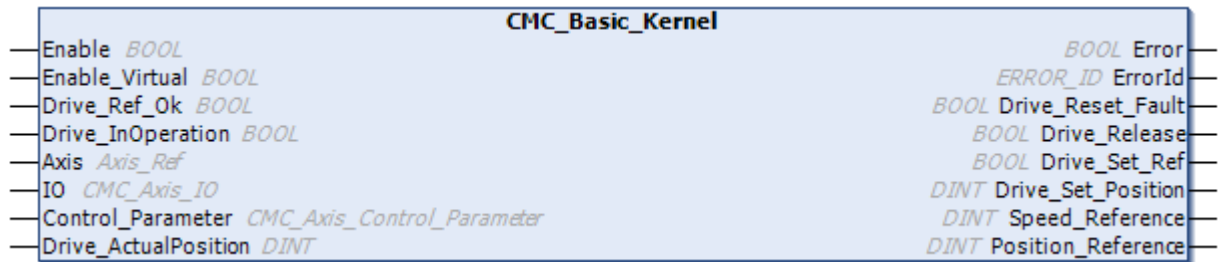 CMC_Basic_Kernel
Enable BOOL BOOL Error
Enable_Virtual BOOL ERROR_ID ErrorId
Drive_Ref_Ok BOOL BOOL Drive_Reset_Fault
Drive_InOperation BOOL BOOL Drive_Release
Axis Axis_Ref BOOL Drive_Set_Ref
IO CMC_Axis_IO DINT Drive_Set_Position
Control_Parameter CMC_Axis_Control_Parameter DINT Speed_Reference
Drive_ActualPosition DINT DINT Position_Reference